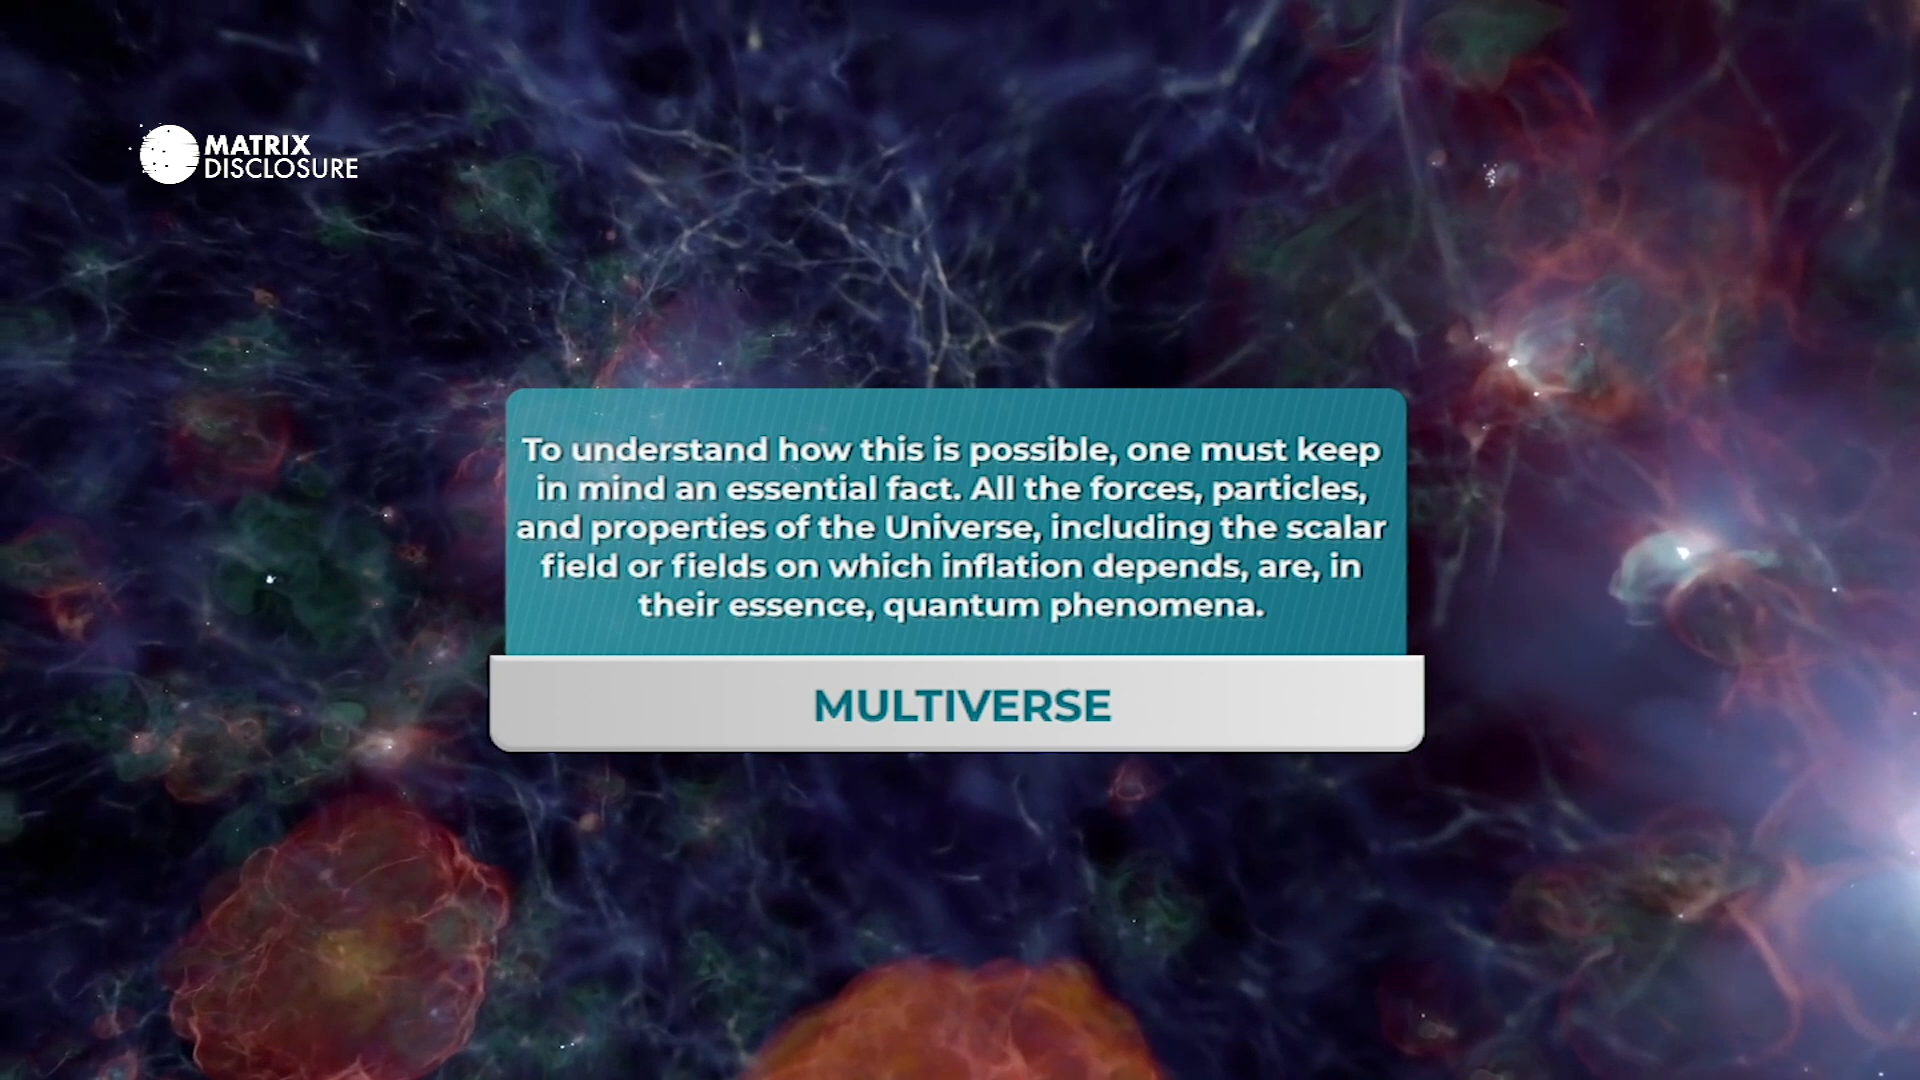 MATRIX
DISCLOSURE
To understand how this is possible, one must keep
in mind an essential fact. All the forces, particles,
and properties of the Universe, including the scalar
field or fields on which inflation depends, are, in
their essence, quantum phenomena.
MULTIVERSE